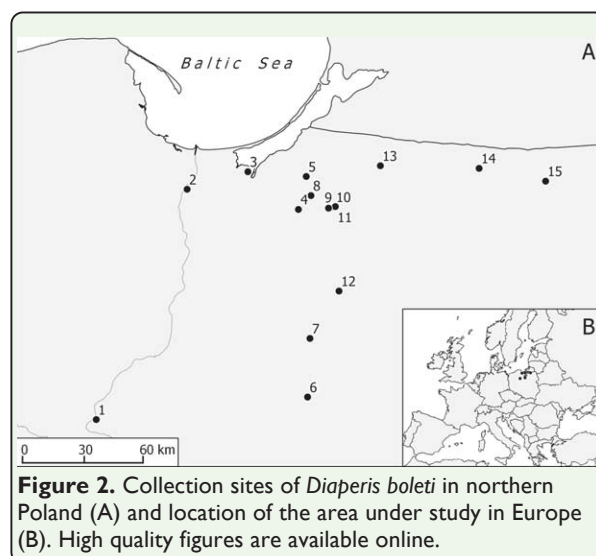 A
Baltic Sea
3
5
13
14
15
2
8
4
9
10
11
12
B
7
6
1
0 30 60 km
Figure 2. Collection sites of Diaperis boleti in northern
Poland (A) and location of the area under study in Europe
(B). High quality figures are available online.